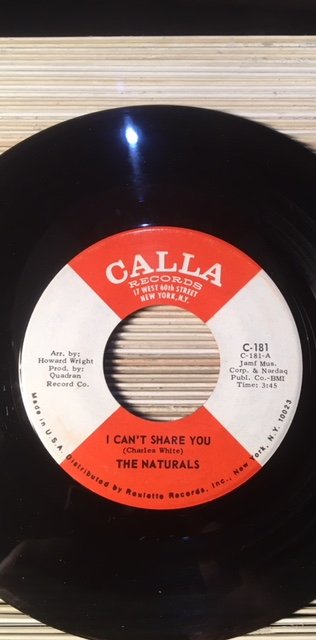 CALLA
RECORDS
17 WEST 60th STREET
NEW YORK, N.Y.
Arr. by:
Howard Wright
Prod. by:
Quadran
Record Co.
C-181
C-181-A
Jamf Mus.
Corp. & Nardaq
Publ. Co.-BMI
Time: 3:45
I CAN'T SHARE YOU
(Charles White)
THE NATURALS
Made in U.S.A. Distributed by Roulette Records, Inc., New York, N.Y. 10023